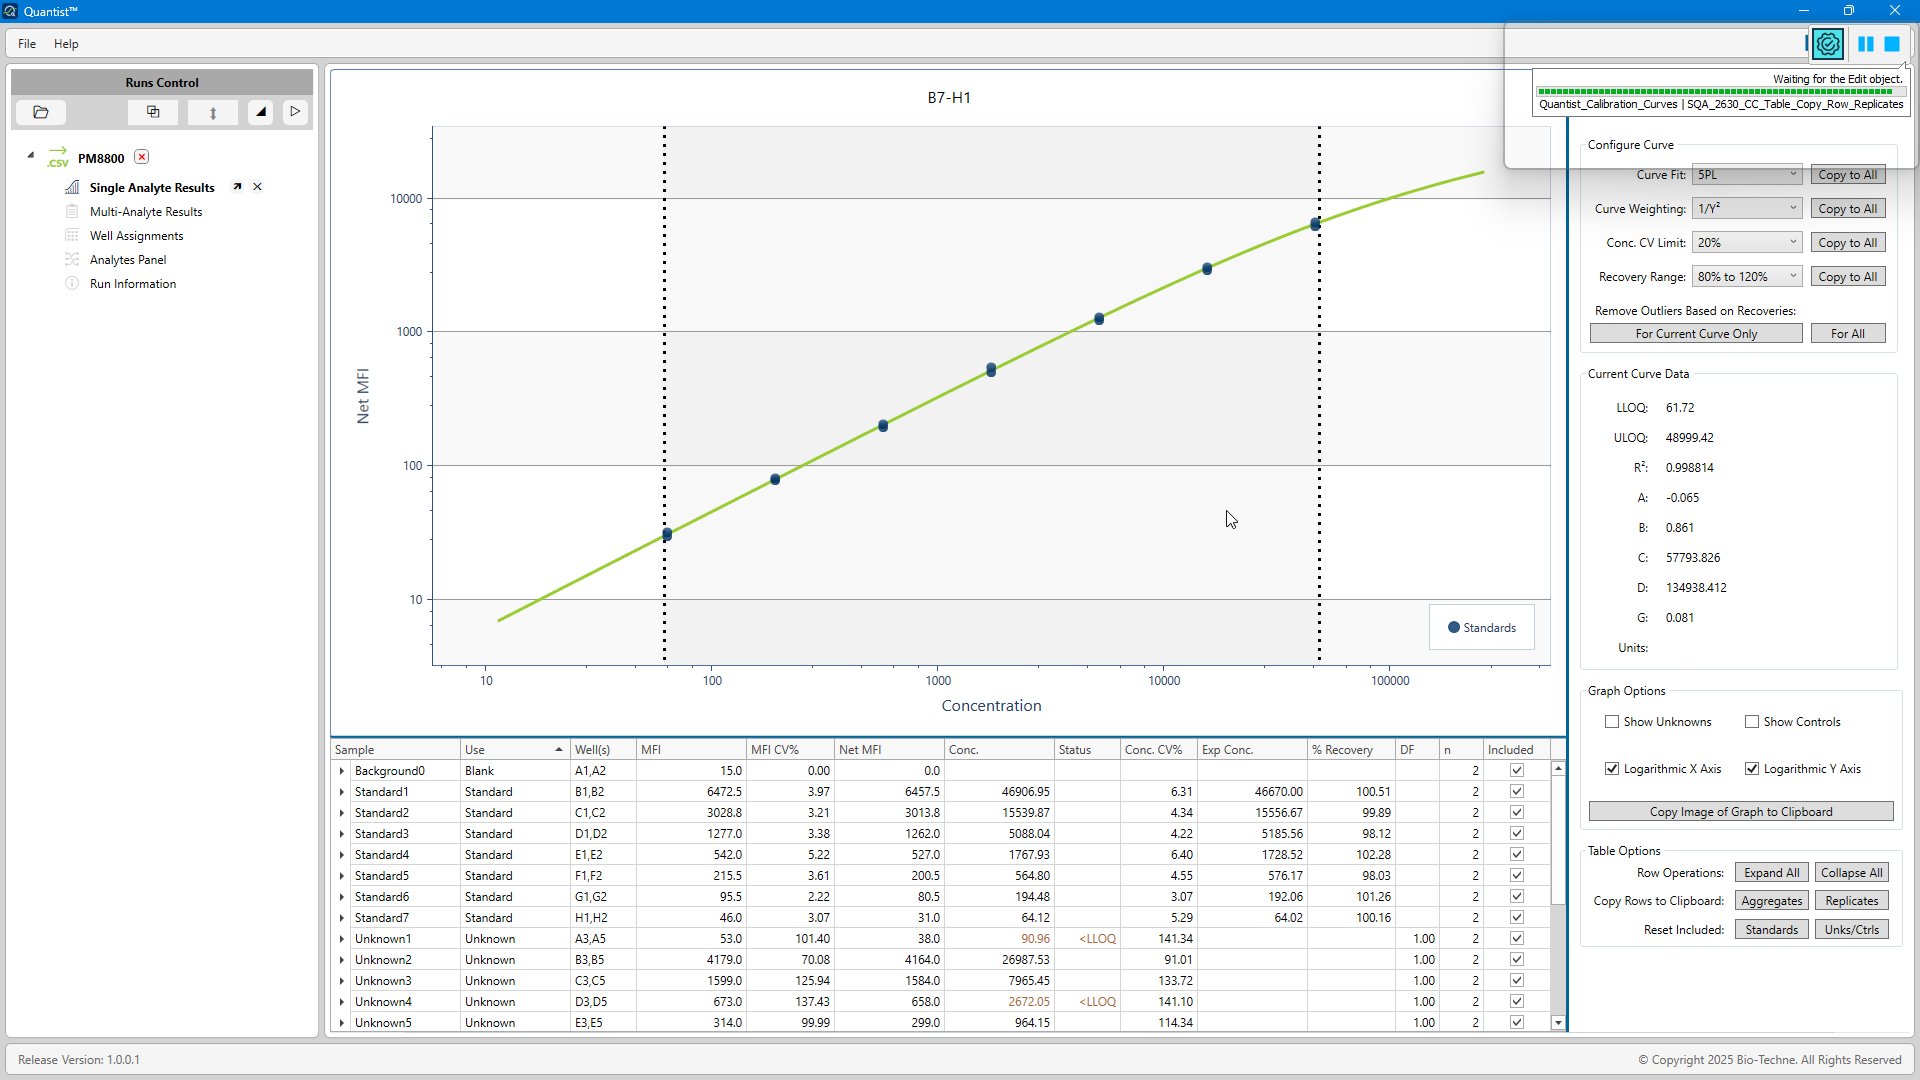 Quantist™
File Help
Waiting for the Edit object.
Quantist_Calibration_Curves | SQA_2630_CC_Table_Copy_Row_Replicates
Runs Control
.CSV PM8800
Single Analyte Results
Multi-Analyte Results
Well Assignments
Analytes Panel
Run Information
B7-H1
Net MFI
10000
1000
100
10
Standards
10 100 1000 10000 100000
Concentration
Configure Curve
Curve Fit: 5PL Copy to All
Curve Weighting: 1/Y² Copy to All
Conc. CV Limit: 20% Copy to All
Recovery Range: 80% to 120% Copy to All
Remove Outliers Based on Recoveries:
For Current Curve Only For All
Current Curve Data
LLOQ: 61.72
ULOQ: 48999.42
R²: 0.998814
A: -0.065
B: 0.861
C: 57793.826
D: 134938.412
G: 0.081
Units:
Graph Options
Show Unknowns Show Controls
Logarithmic X Axis Logarithmic Y Axis
Copy Image of Graph to Clipboard
Table Options
Row Operations: Expand All Collapse All
Copy Rows to Clipboard: Aggregates Replicates
Reset Included: Standards Unks/Ctrls
Sample Use Well(s) MFI MFI CV% Net MFI Conc. Status Conc. CV% Exp Conc. % Recovery DF n Included
Background0 Blank A1,A2 15.0 0.00 0.0 2
Standard1 Standard B1,B2 6472.5 3.97 6457.5 46906.95 6.31 46670.00 100.51 2
Standard2 Standard C1,C2 3028.8 3.21 3013.8 15539.87 4.34 15556.67 99.89 2
Standard3 Standard D1,D2 1277.0 3.38 1262.0 5088.04 4.22 5185.56 98.12 2
Standard4 Standard E1,E2 542.0 5.22 527.0 1767.93 6.40 1728.52 102.28 2
Standard5 Standard F1,F2 215.5 3.61 200.5 564.80 4.55 576.17 98.03 2
Standard6 Standard G1,G2 95.5 2.22 80.5 194.48 3.07 192.06 101.26 2
Standard7 Standard H1,H2 46.0 3.07 31.0 64.12 5.29 64.02 100.16 2
Unknown1 Unknown A3,A5 53.0 101.40 38.0 90.96 <LLOQ 141.34 1.00 2
Unknown2 Unknown B3,B5 4179.0 70.08 4164.0 26987.53 91.01 1.00 2
Unknown3 Unknown C3,C5 1599.0 125.94 1584.0 7965.45 133.72 1.00 2
Unknown4 Unknown D3,D5 673.0 137.43 658.0 2672.05 <LLOQ 141.10 1.00 2
Unknown5 Unknown E3,E5 314.0 99.99 299.0 964.15 114.34 1.00 2
Release Version: 1.0.0.1
© Copyright 2025 Bio-Techne. All Rights Reserved